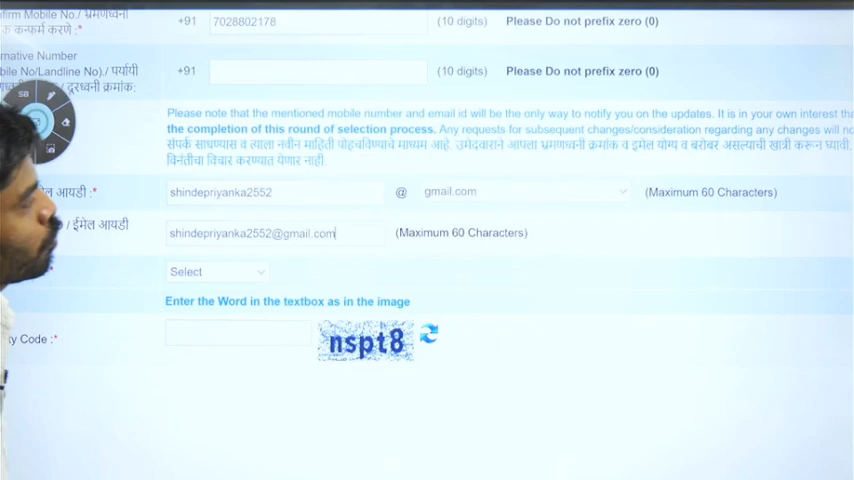 nfirm Mobile No./ भ्रमणध्वनी
क कन्फर्म करणे :*
+91 7028802178 (10 digits) Please Do not prefix zero (0)
rnative Number
bile No/Landline No)./ पर्यायी
/ दूरध्वनी क्रमांक:
+91 (10 digits) Please Do not prefix zero (0)
SB
Please note that the mentioned mobile number and email id will be the only way to notify you on the updates. It is in your own interest tha
the completion of this round of selection process. Any requests for subsequent changes/consideration regarding any changes will no
संपर्क साधण्यास व त्याला नवीन माहिती पोहचविण्याचे माध्यम आहे. उमेदवाराने आपला भ्रमणध्वनी क्रमांक व इमेल योग्य व बरोबर असल्याची खात्री करून घ्यावी.
विनंतीचा विचार करण्यात येणार नाही.
ेल आयडी :* shindepriyanka2552 @ gmail.com (Maximum 60 Characters)
/ ईमेल आयडी
shindepriyanka2552@gmail.com (Maximum 60 Characters)
Select
Enter the Word in the textbox as in the image
ty Code :* nspt8